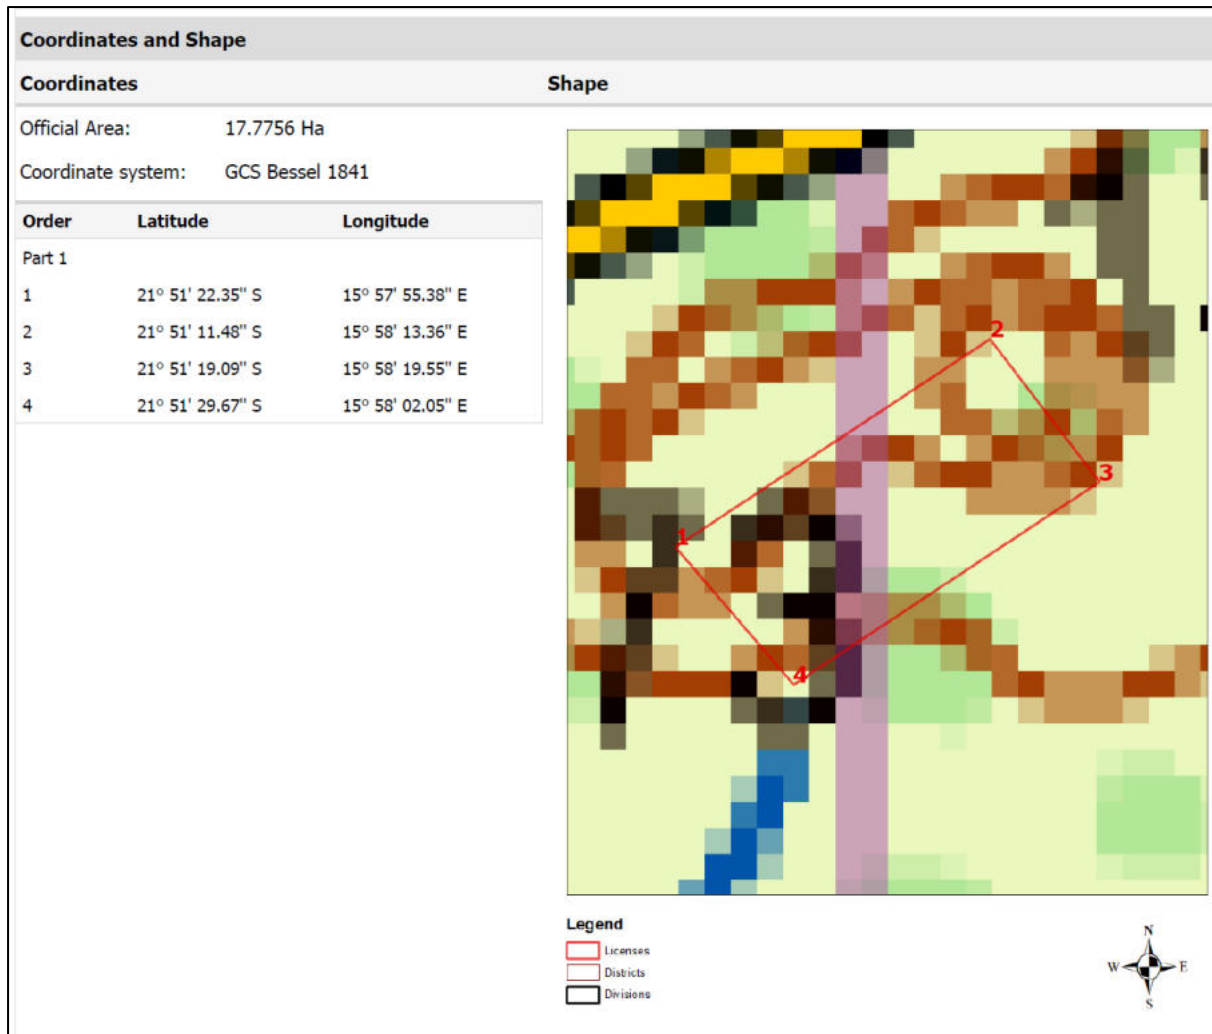 Coordinates and Shape
Coordinates
Shape
Official Area: 17.7756 Ha
Coordinate system: GCS Bessel 1841
Order Latitude Longitude
Part 1
1 21° 51' 22.35" S 15° 57' 55.38" E
2 21° 51' 11.48" S 15° 58' 13.36" E
3 21° 51' 19.09" S 15° 58' 19.55" E
4 21° 51' 29.67" S 15° 58' 02.05" E
2
3
1
4
Legend
Licenses
Districts
Divisions
N
W E
S